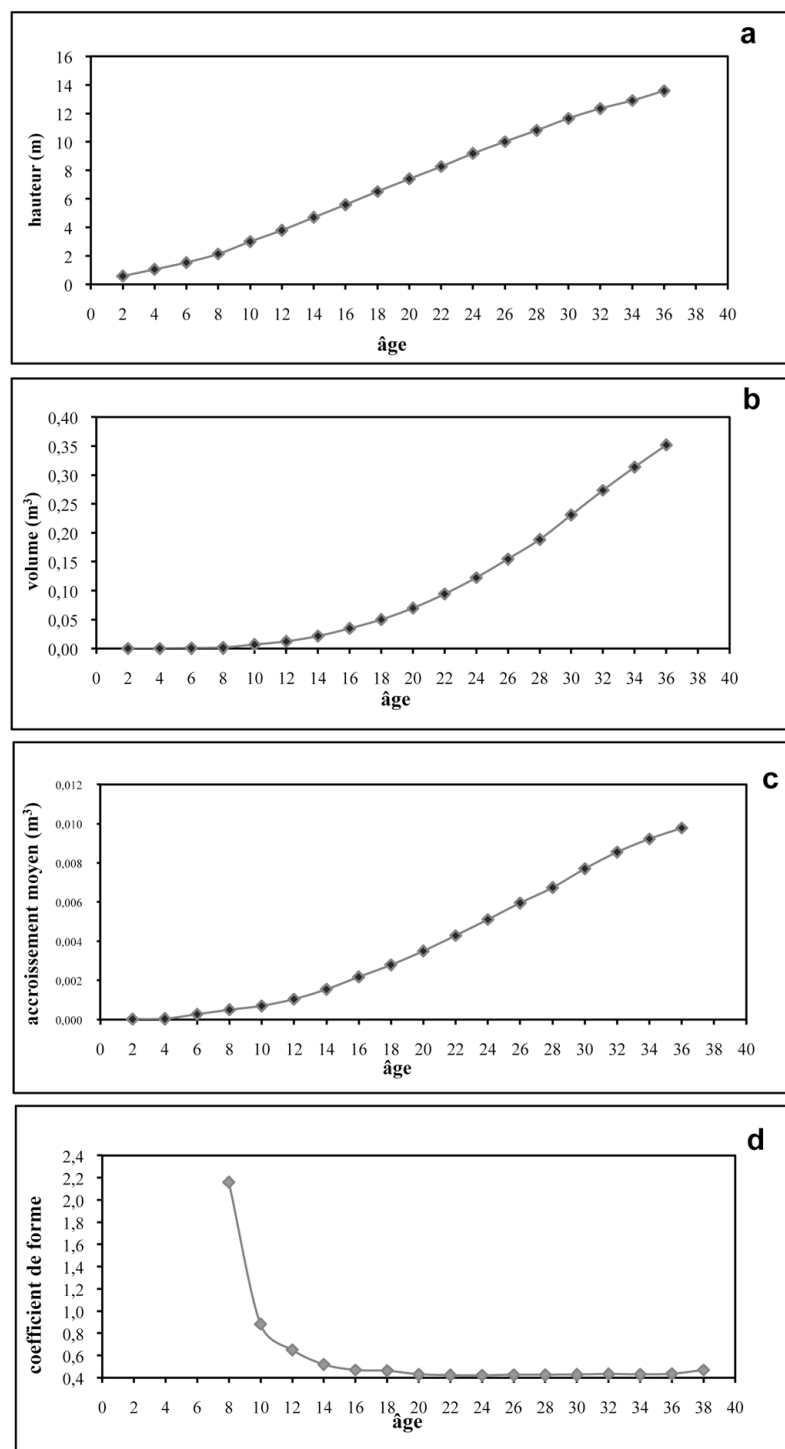 a
16
14
12
10
8
6
4
2
0
hauteur (m)
0 2 4 6 8 10 12 14 16 18 20 22 24 26 28 30 32 34 36 38 40
âge
b
0,40
0,35
0,30
0,25
0,20
0,15
0,10
0,05
0,00
volume (m³)
0 2 4 6 8 10 12 14 16 18 20 22 24 26 28 30 32 34 36 38 40
âge
c
0,012
0,010
0,008
0,006
0,004
0,002
0,000
accroissement moyen (m³)
0 2 4 6 8 10 12 14 16 18 20 22 24 26 28 30 32 34 36 38 40
âge
d
2,4
2,2
2,0
1,8
1,6
1,4
1,2
1,0
0,8
0,6
0,4
coefficient de forme
0 2 4 6 8 10 12 14 16 18 20 22 24 26 28 30 32 34 36 38 40
âge